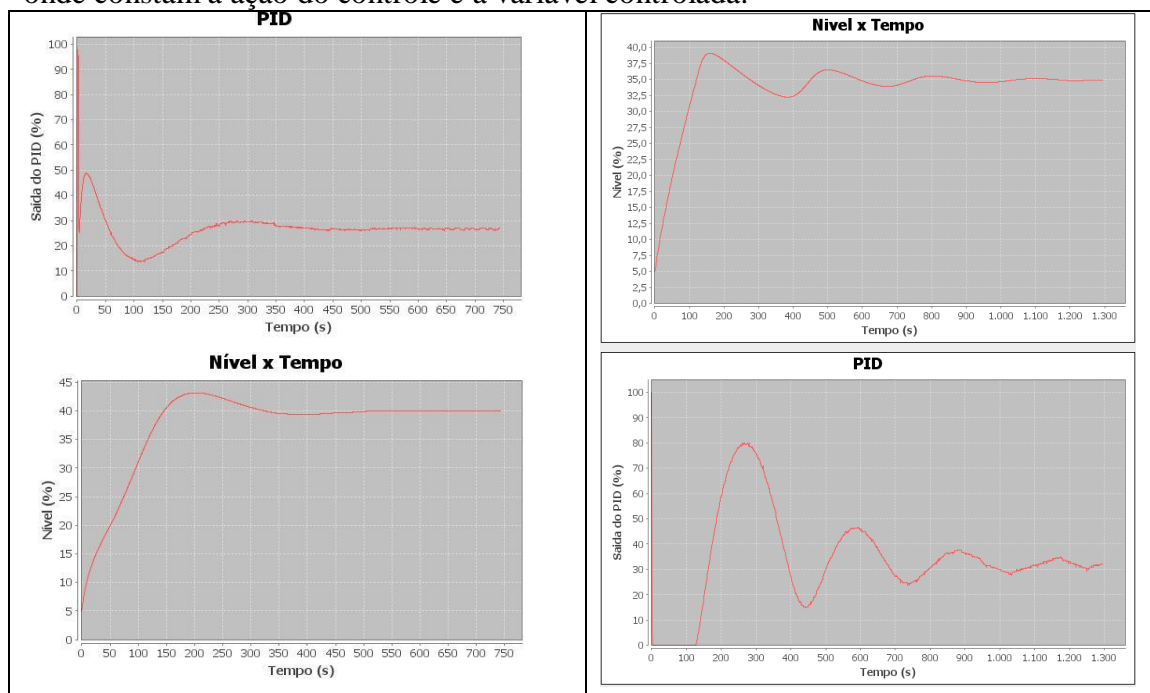 onde constam a ação do controle e a variável controlada.
PID
Saída do PID (%)
100
90
80
70
60
50
40
30
20
10
0
0 50 100 150 200 250 300 350 400 450 500 550 600 650 700 750
Tempo (s)
Nível x Tempo
Nível (%)
45
40
35
30
25
20
15
10
5
0
0 50 100 150 200 250 300 350 400 450 500 550 600 650 700 750
Tempo (s)
Nível x Tempo
Nível (%)
40,0
37,5
35,0
32,5
30,0
27,5
25,0
22,5
20,0
17,5
15,0
12,5
10,0
7,5
5,0
2,5
0,0
0 100 200 300 400 500 600 700 800 900 1.000 1.100 1.200 1.300
Tempo (s)
PID
Saída do PID (%)
100
90
80
70
60
50
40
30
20
10
0
0 100 200 300 400 500 600 700 800 900 1.000 1.100 1.200 1.300
Tempo (s)